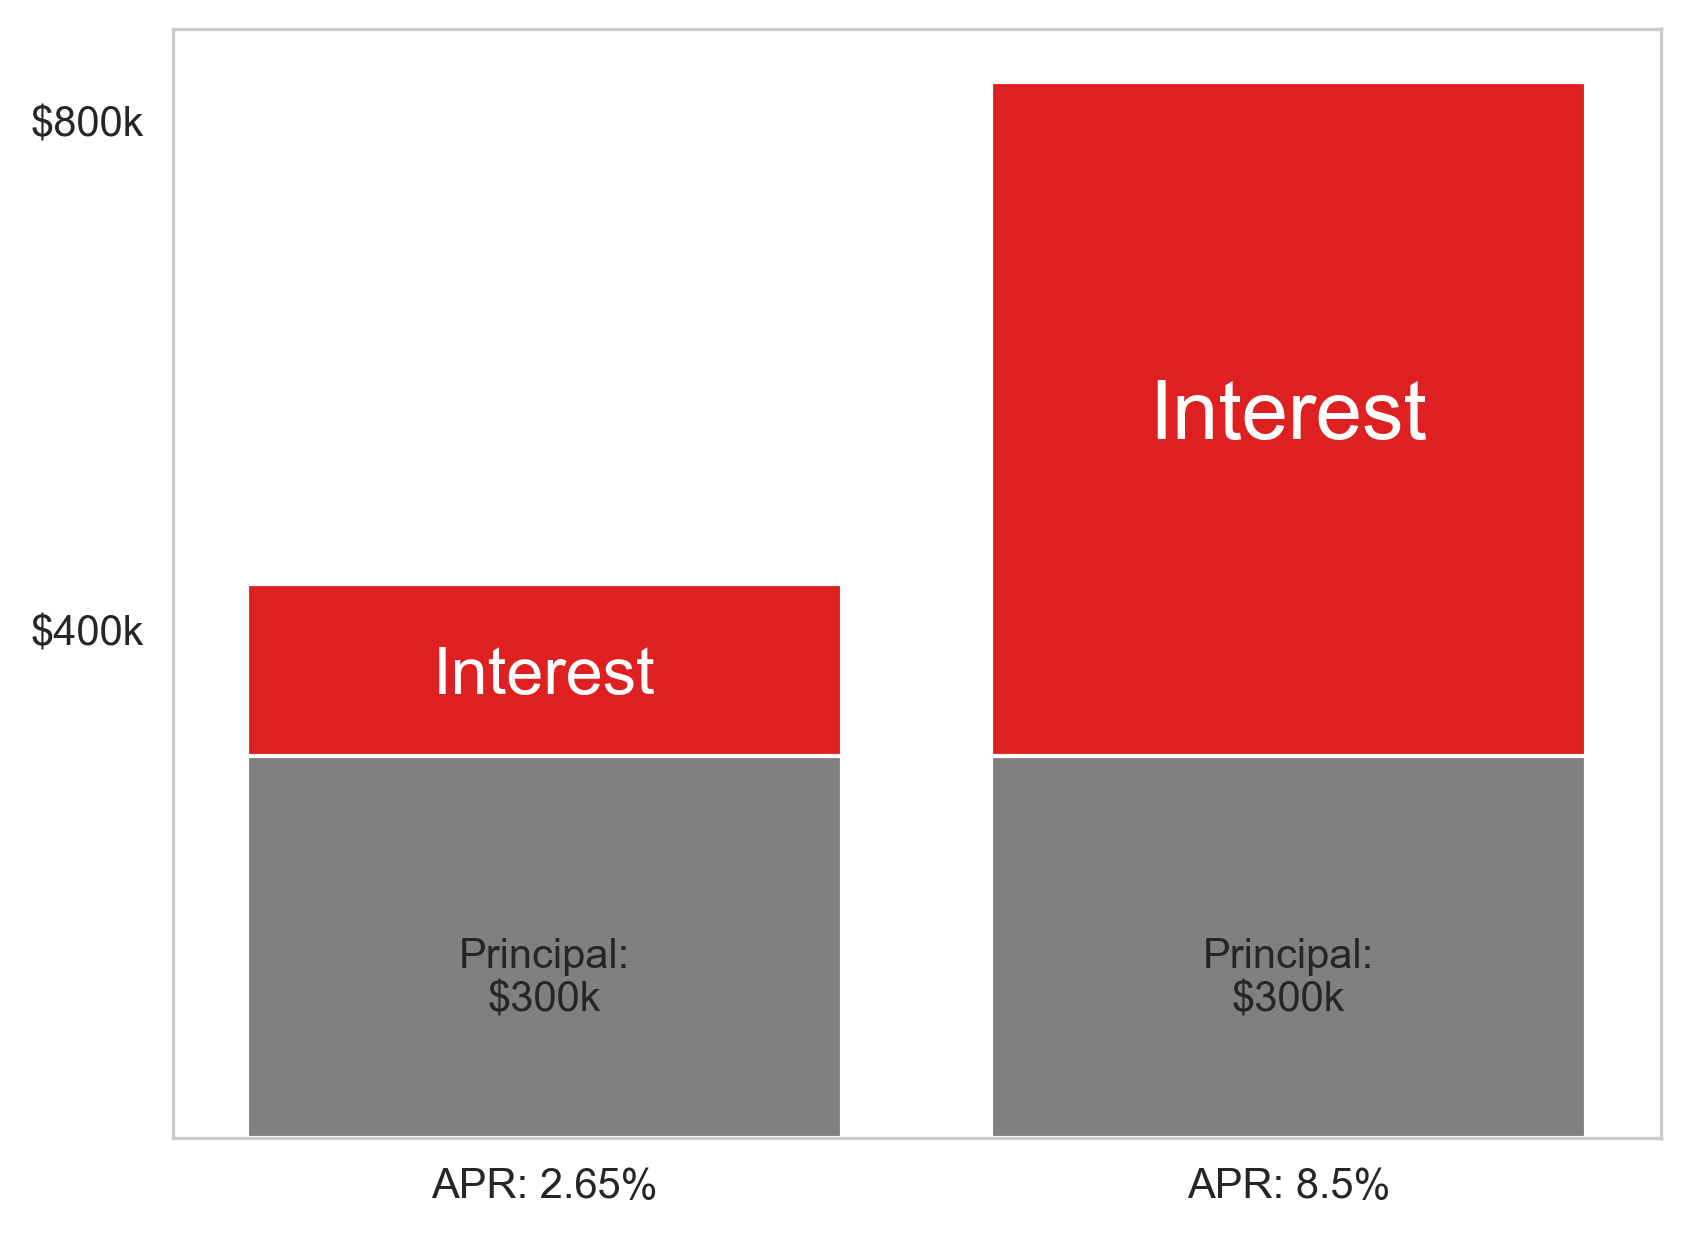 $800k
$400k
Interest
Interest
Principal:
$300k
Principal:
$300k
APR: 2.65%
APR: 8.5%